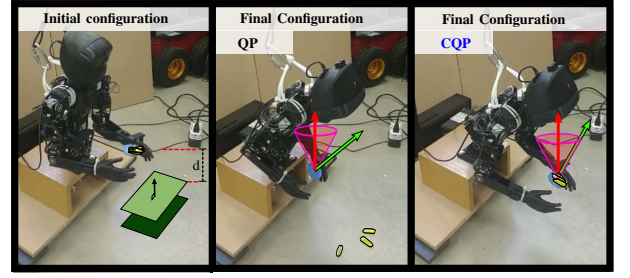 Initial configuration
Final Configuration
QP
Final Configuration
CQP
d